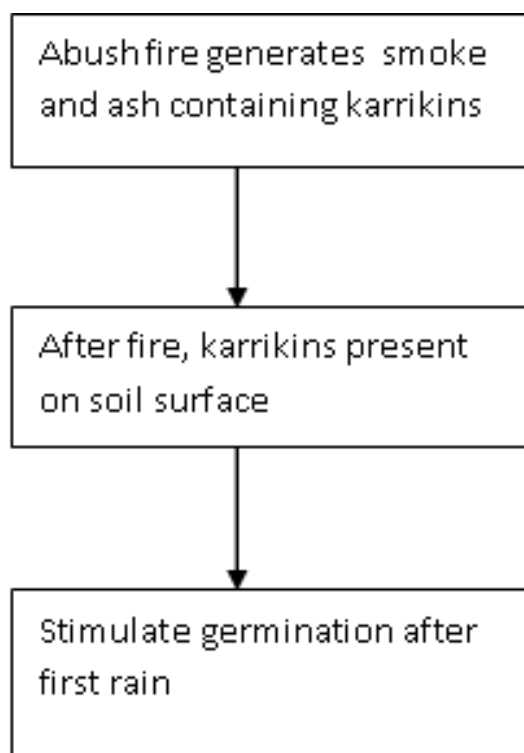 Abush fire generates smoke
and ash containing karrikins
After fire, karrikins present
on soil surface
Stimulate germination after
first rain